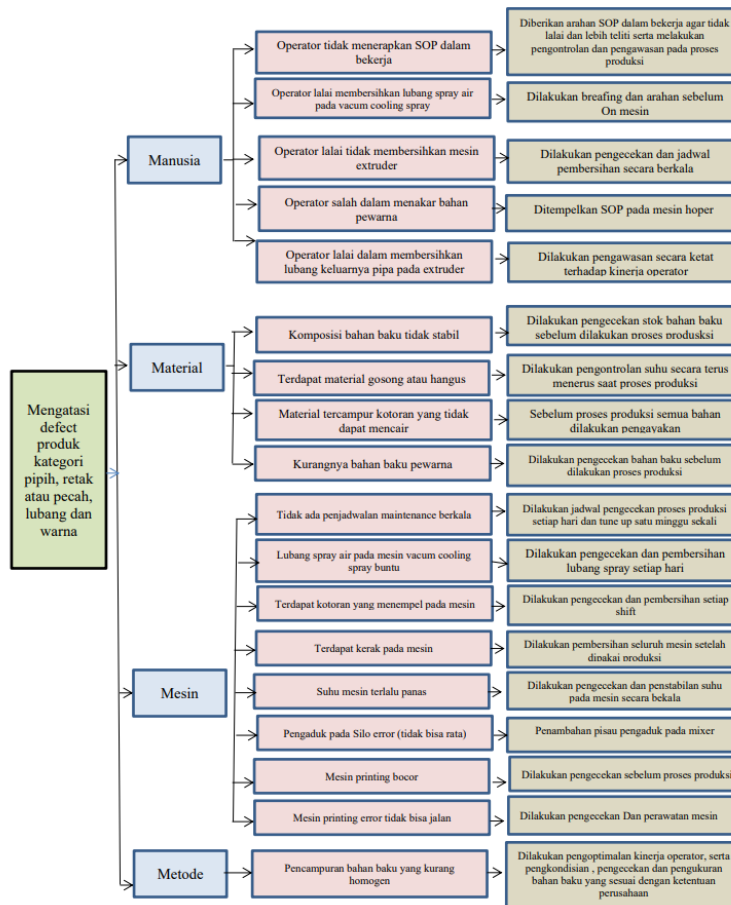 Mengatasi
defect
produk
kategori
pipih, retak
atau pecah,
lubang dan
warna
Manusia
Operator tidak menerapkan SOP dalam
bekerja
Diberikan arahan SOP dalam bekerja agar tidak
lalai dan lebih teliti serta melakukan
pengontrolan dan pengawasan pada proses
produksi
Operator lalai membersihkan lubang spray air
pada vacum cooling spray
Dilakukan breafing dan arahan sebelum
On mesin
Operator lalai tidak membersihkan mesin
extruder
Dilakukan pengecekan dan jadwal
pembersihan secara berkala
Operator salah dalam menakar bahan
pewarna
Ditempelkan SOP pada mesin hoper
Operator lalai dalam membersihkan
lubang keluarnya pipa pada extruder
Dilakukan pengawasan secara ketat
terhadap kinerja operator
Material
Komposisi bahan baku tidak stabil
Dilakukan pengecekan stok bahan baku
sebelum dilakukan proses produsksi
Terdapat material gosong atau hangus
Dilakukan pengontrolan suhu secara terus
menerus saat proses produksi
Material tercampur kotoran yang tidak
dapat mencair
Sebelum proses produksi semua bahan
dilakukan pengayakan
Kurangnya bahan baku pewarna
Dilakukan pengecekan bahan baku sebelum
dilakukan proses produksi
Mesin
Tidak ada penjadwalan maintenance berkala
Dilakukan jadwal pengecekan proses produksi
setiap hari dan tune up satu minggu sekali
Lubang spray air pada mesin vacum cooling
spray buntu
Dilakukan pengecekan dan pembersihan
lubang spray setiap hari
Terdapat kotoran yang menempel pada mesin
Dilakukan pengecekan dan pembersihan setiap
shift
Terdapat kerak pada mesin
Dilakukan pembersihan seluruh mesin setelah
dipakai produksi
Suhu mesin terlalu panas
Dilakukan pengecekan dan penstabilan suhu
pada mesin secara bekala
Pengaduk pada Silo error (tidak bisa rata)
Penambahan pisau pengaduk pada mixer
Mesin printing bocor
Dilakukan pengecekan sebelum proses produksi
Mesin printing error tidak bisa jalan
Dilakukan pengecekan Dan perawatan mesin
Metode
Pencampuran bahan baku yang kurang
homogen
Dilakukan pengoptimalan kinerja operator, serta
pengkondisian , pengecekan dan pengukuran
bahan baku yang sesuai dengan ketentuan
perusahaan